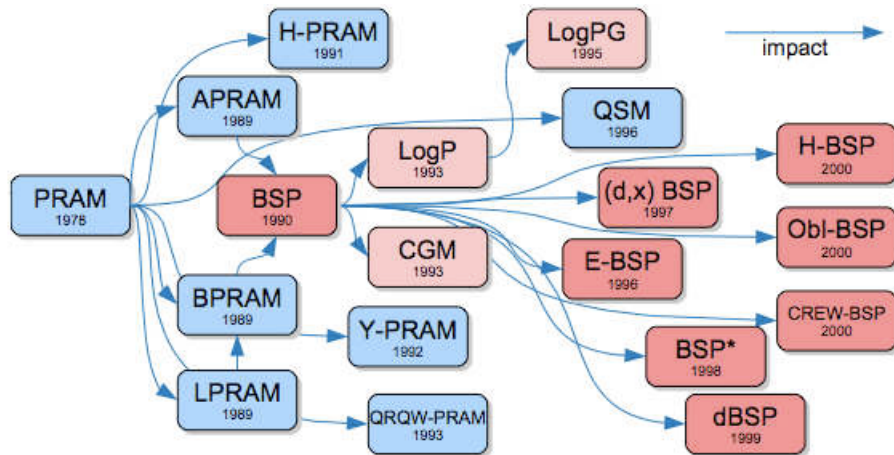 H-PRAM
1991
LogPG
1995
impact
APRAM
1989
QSM
1996
LogP
1993
H-BSP
2000
PRAM
1978
BSP
1990
(d,x) BSP
1997
Obl-BSP
2000
CGM
1993
E-BSP
1996
BPRAM
1989
CREW-BSP
2000
Y-PRAM
1992
BSP*
1998
LPRAM
1989
QRQW-PRAM
1993
dBSP
1999